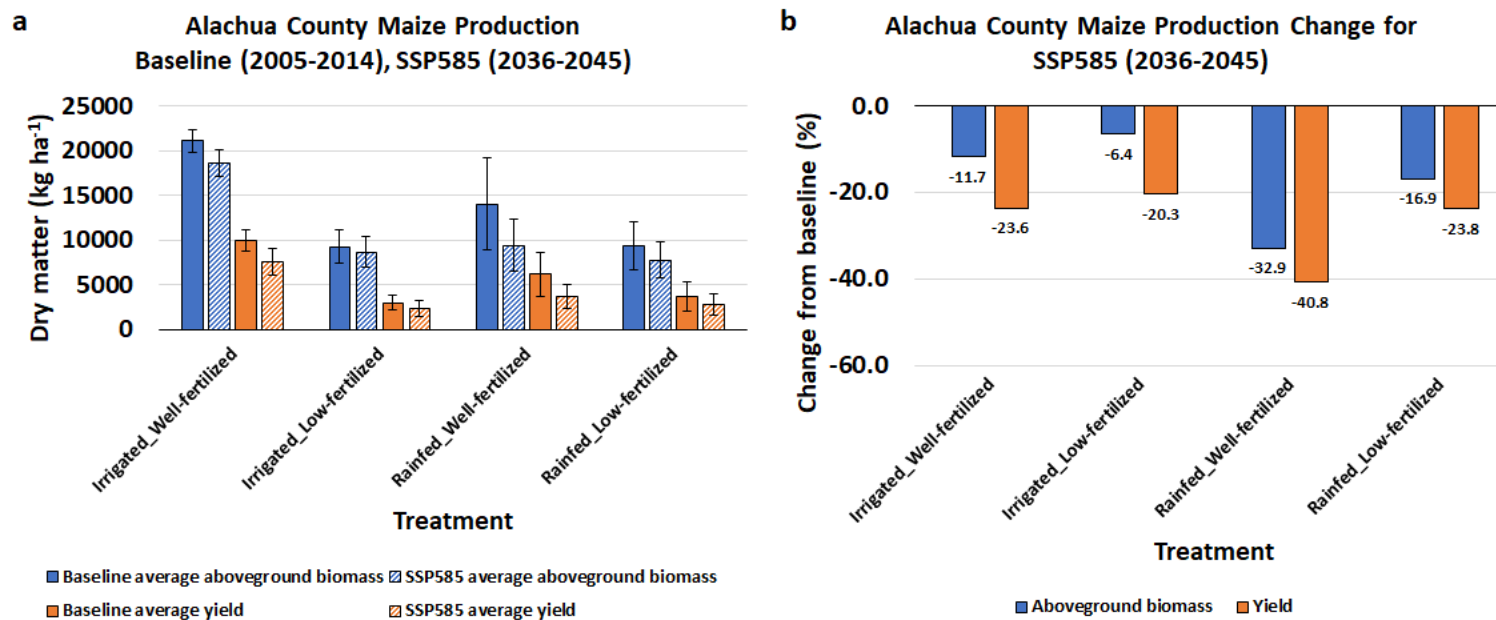 a
Alachua County Maize Production
Baseline (2005-2014), SSP585 (2036-2045)
Dry matter (kg ha⁻¹)
25000
20000
15000
10000
5000
0
Irrigated_Well-fertilized
Irrigated_Low-fertilized
Rainfed_Well-fertilized
Rainfed_Low-fertilized
Treatment
Baseline average aboveground biomass
SSP585 average aboveground biomass
Baseline average yield
SSP585 average yield
b
Alachua County Maize Production Change for
SSP585 (2036-2045)
Change from baseline (%)
0.0
-20.0
-40.0
-60.0
-11.7
-23.6
-6.4
-20.3
-32.9
-40.8
-16.9
-23.8
Irrigated_Well-fertilized
Irrigated_Low-fertilized
Rainfed_Well-fertilized
Rainfed_Low-fertilized
Treatment
Aboveground biomass
Yield